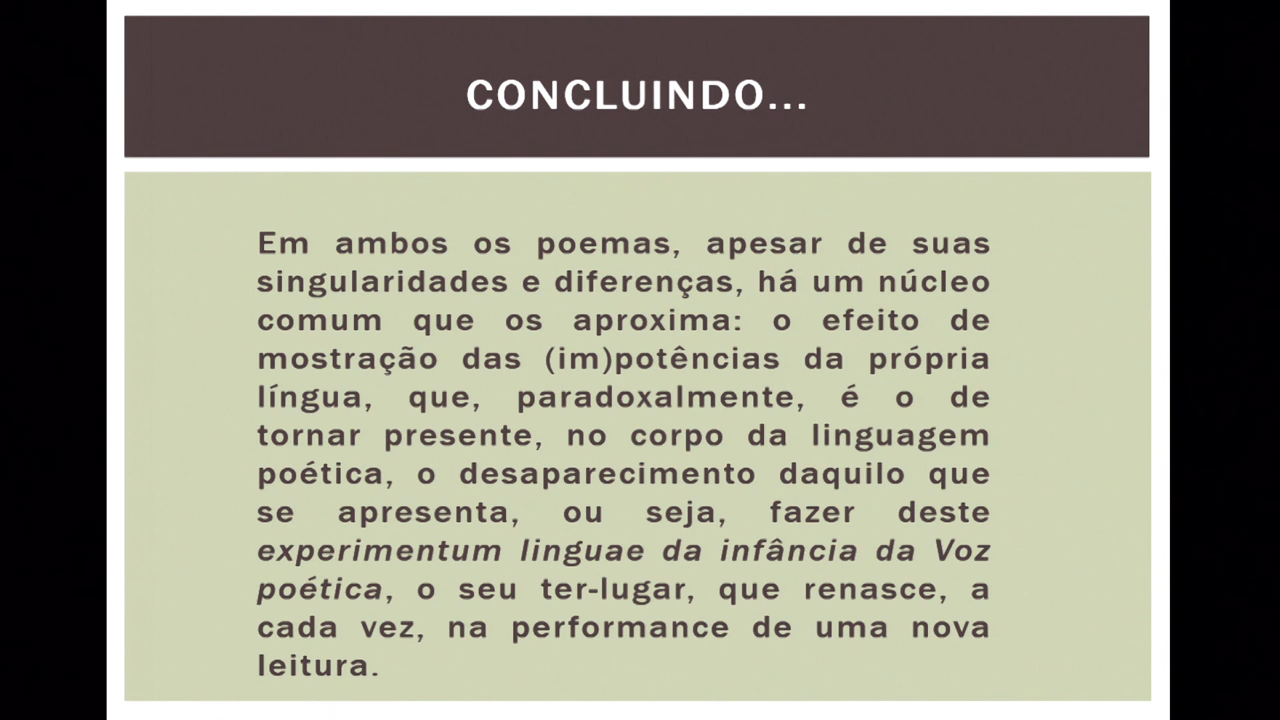 CONCLUINDO...
Em ambos os poemas, apesar de suas
singularidades e diferenças, há um núcleo
comum que os aproxima: o efeito de
mostração das (im)potências da própria
língua, que, paradoxalmente, é o de
tornar presente, no corpo da linguagem
poética, o desaparecimento daquilo que
se apresenta, ou seja, fazer deste
experimentum linguae da infância da Voz
poética, o seu ter-lugar, que renasce, a
cada vez, na performance de uma nova
leitura.